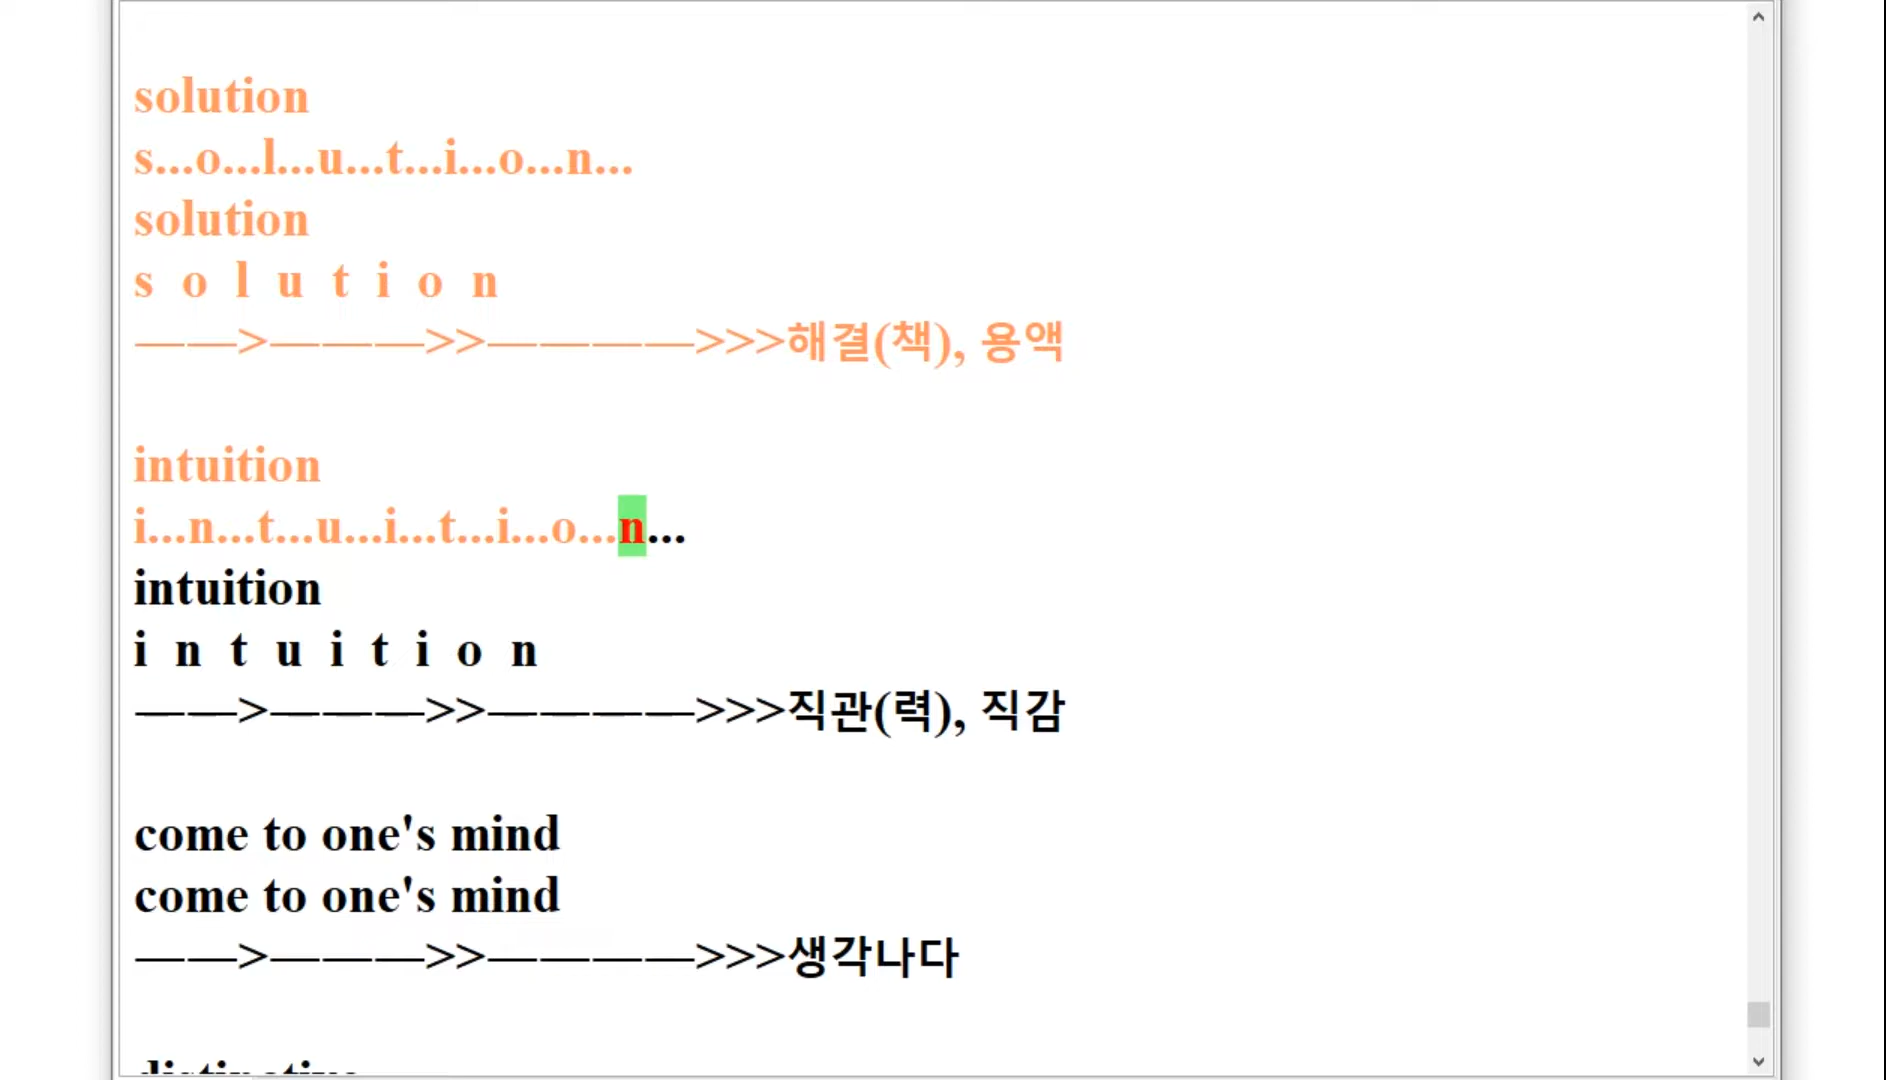 solution
s...o...l...u...t...i...o...n...
solution
s o l u t i o n
——>———>>————>>>해결(책), 용액
intuition
i...n...t...u...i...t...i...o...n...
intuition
i n t u i t i o n
——>———>>————>>>직관(력), 직감
come to one's mind
come to one's mind
——>———>>————>>>생각나다
distinctive